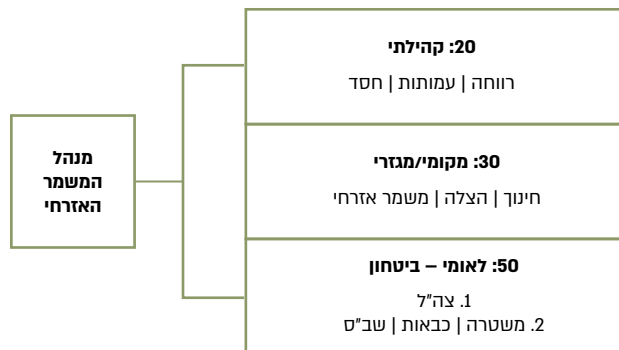 מנהל
המשמר
האזרחי
20: קהילתי
רווחה | עמותות | חסד
30: מקומי/מגזרי
חינוך | הצלה | משמר אזרחי
50: לאומי – ביטחון
1. צה"ל
2. משטרה | כבאות | שב"ס